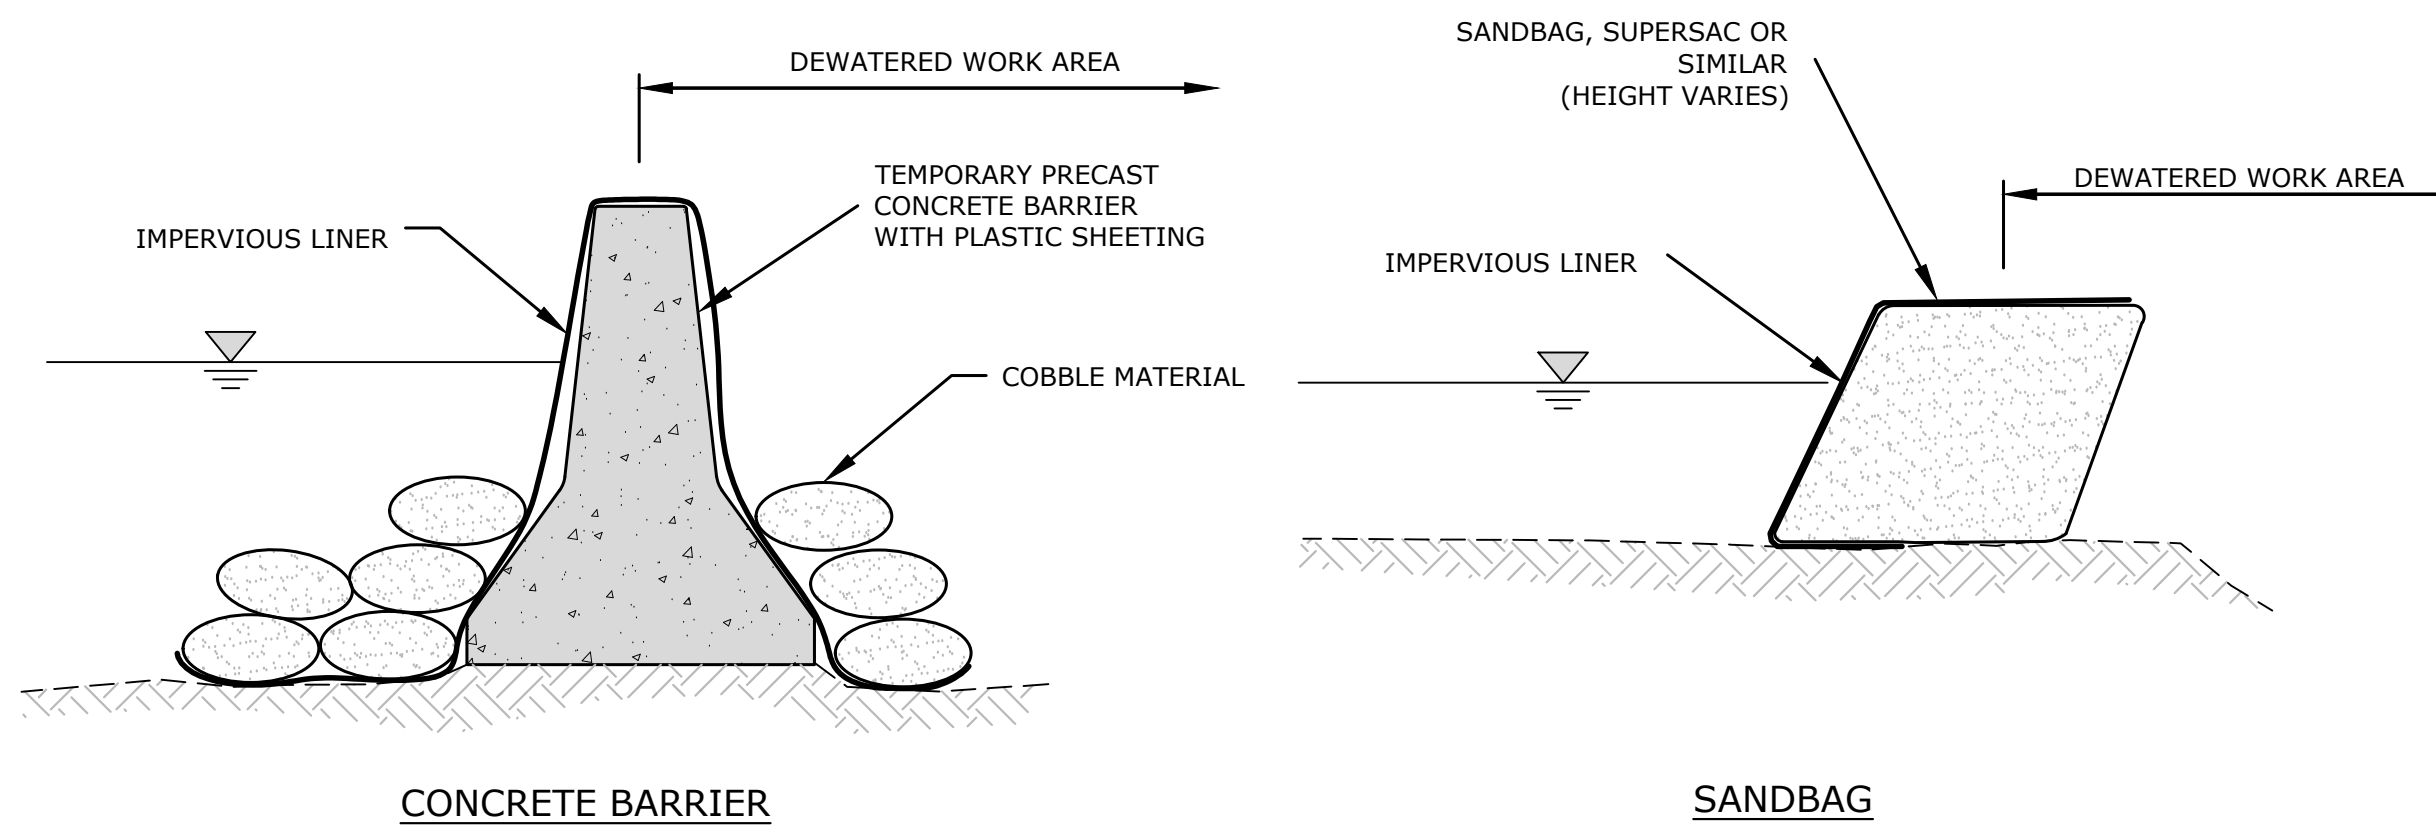 DEWATERED WORK AREA
TEMPORARY PRECAST
CONCRETE BARRIER
WITH PLASTIC SHEETING
IMPERVIOUS LINER
COBBLE MATERIAL
CONCRETE BARRIER
SANDBAG, SUPERSAC OR
SIMILAR
(HEIGHT VARIES)
DEWATERED WORK AREA
IMPERVIOUS LINER
SANDBAG